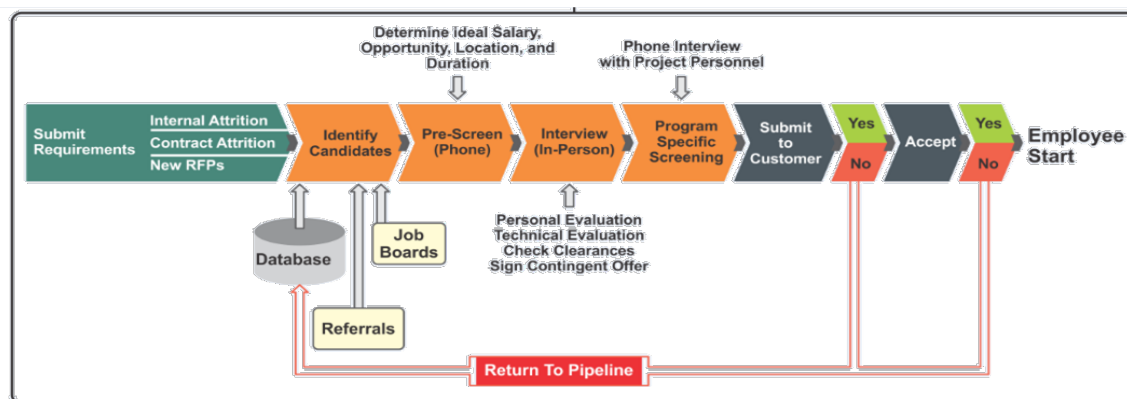 Determine ideal Salary,
Opportunity, Location, and
Duration
Phone Interview
with Project Personnel
Submit
Requirements
Internal Attrition
Contract Attrition
New RFPs
Identify
Candidates
Pre-Screen
(Phone)
Interview
(In-Person)
Program
Specific
Screening
Submit
to
Customer
Yes
No
Accept
Yes
No
Employee
Start
Personal Evaluation
Technical Evaluation
Check Clearances
Sign Contingent Offer
Database
Job
Boards
Referrals
Return To Pipeline